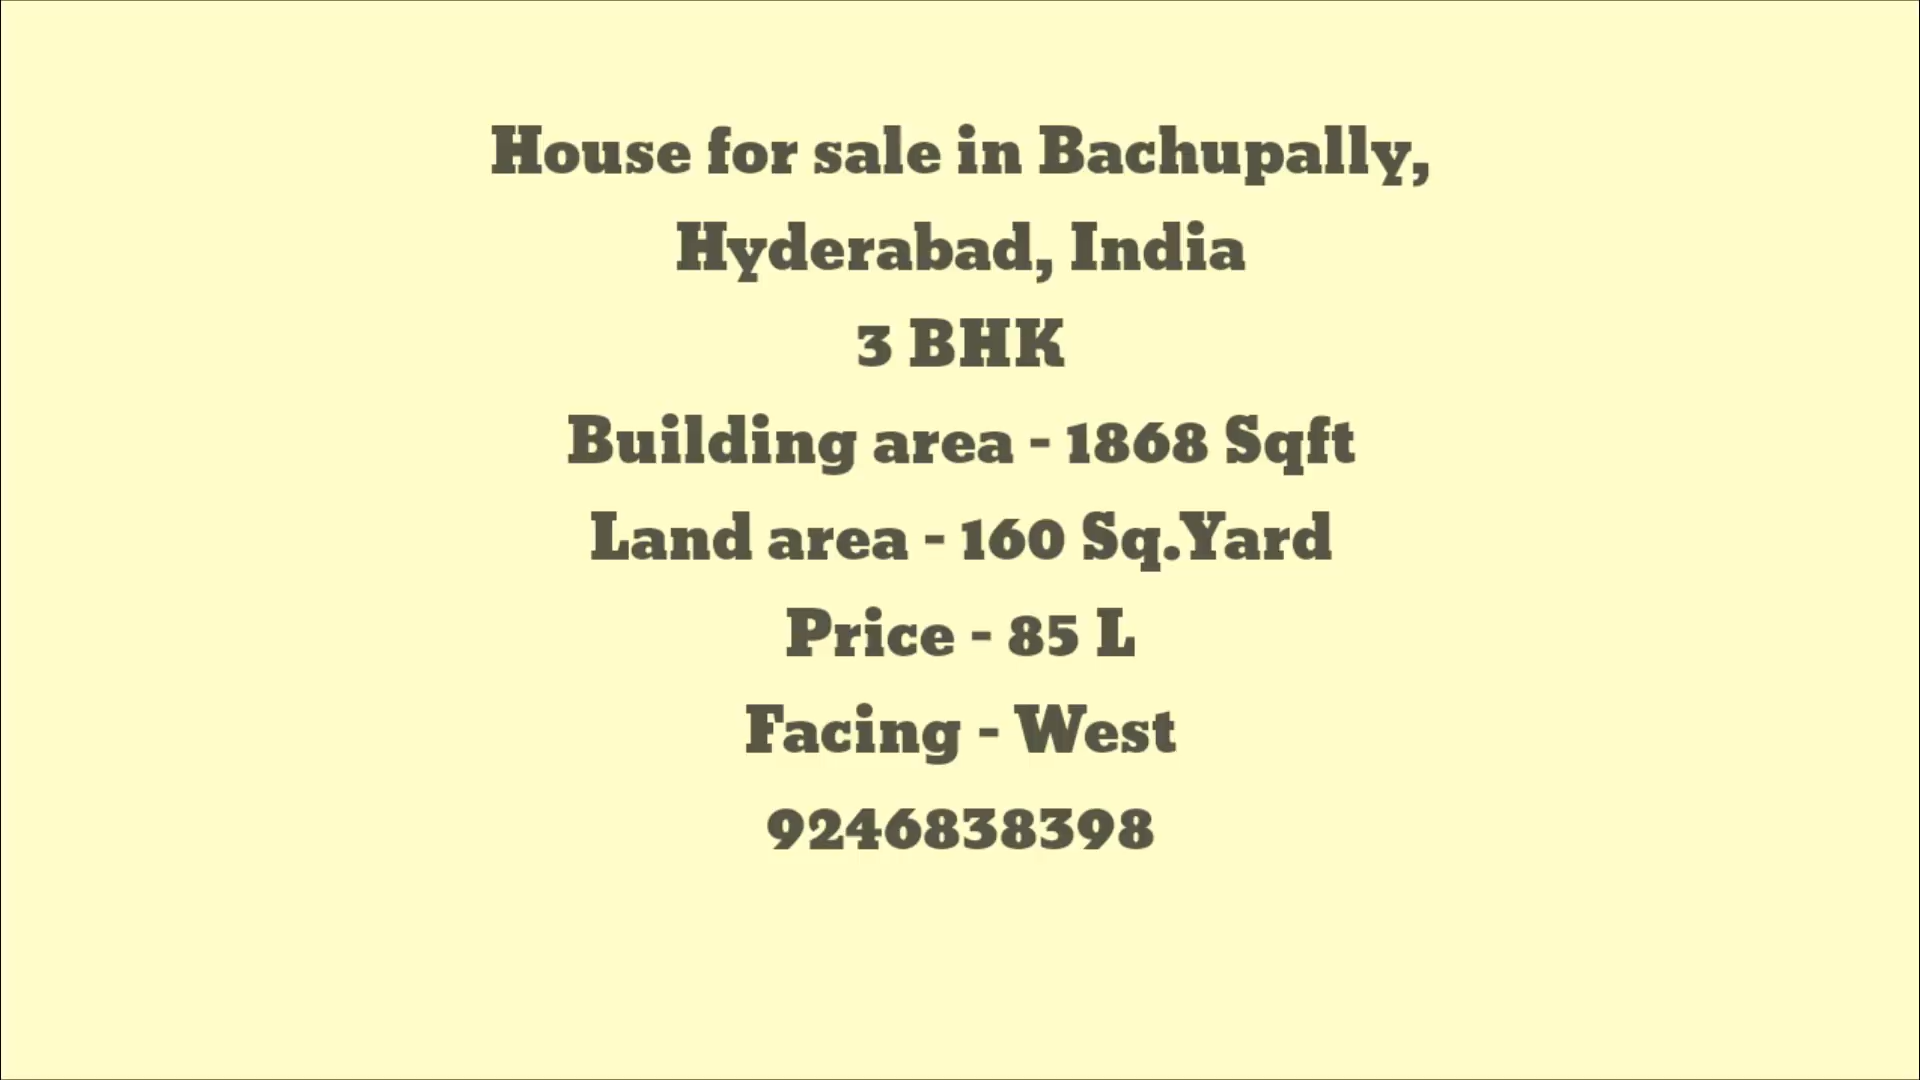 House for sale in Bachupally,
Hyderabad, India
3 BHK
Building area - 1868 Sqft
Land area - 160 Sq.Yard
Price - 85 L
Facing - West
9246838398